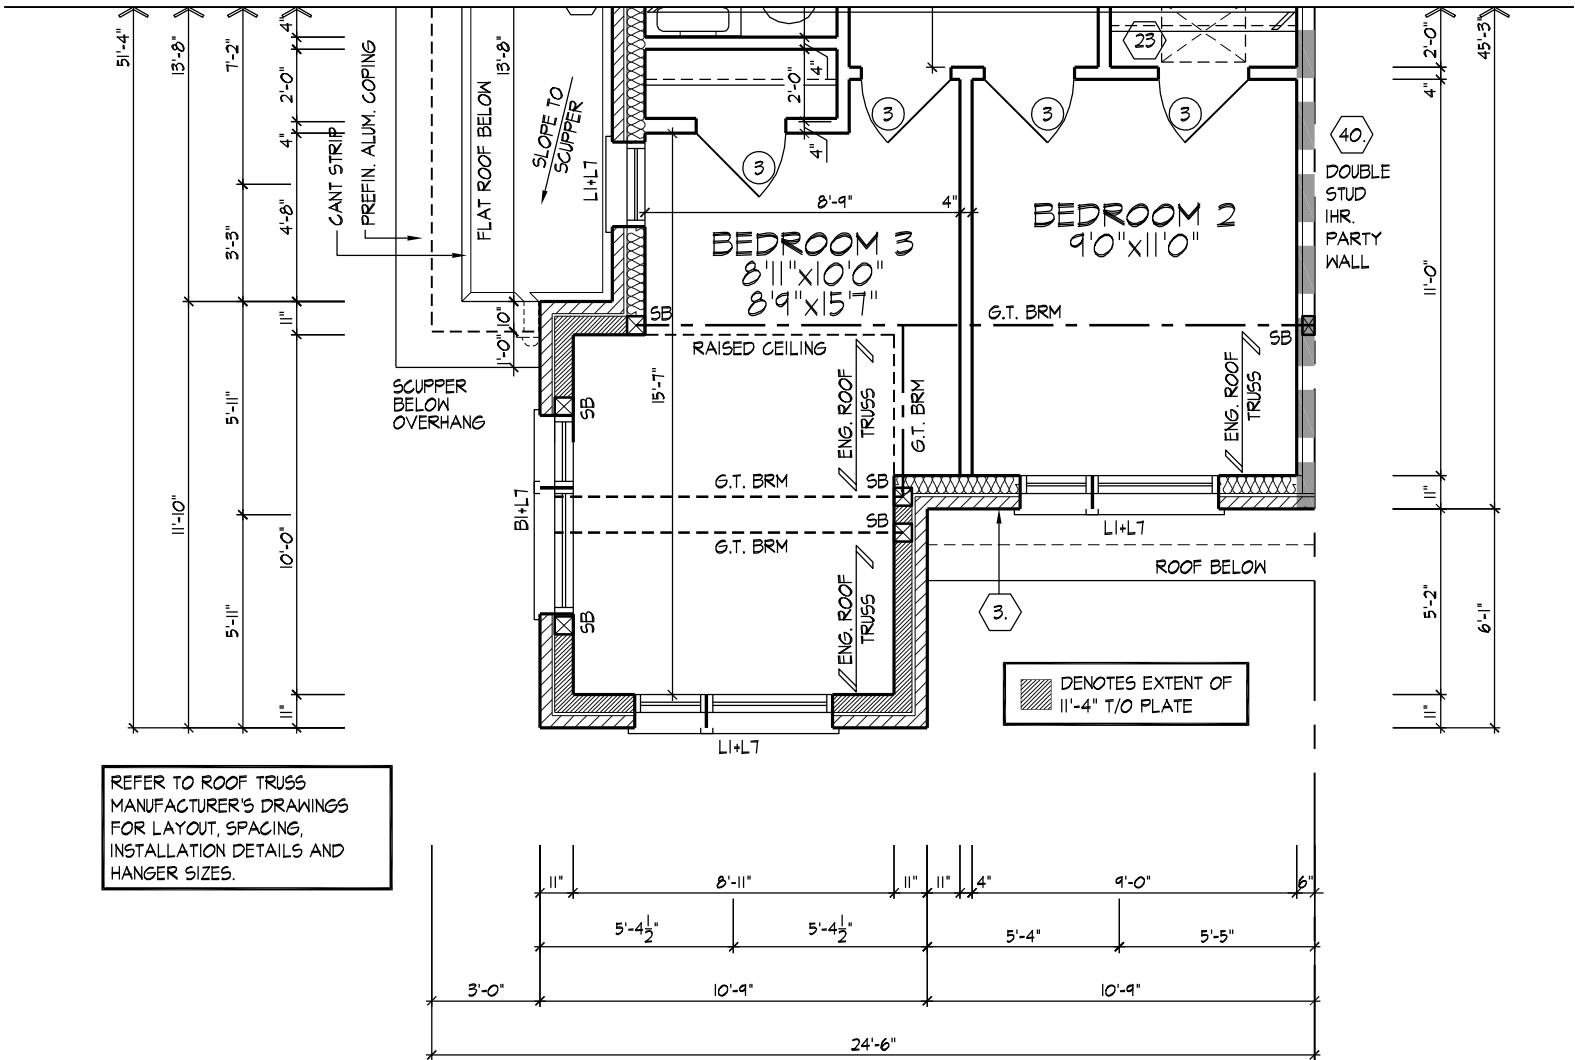 51'-4"
13'-8"
7'-2"
4"
2'-0"
4"
4'-8"
3'-3"
11"
5'-11"
11'-10"
10'-0"
5'-11"
11"
CANT STRIP
PREFIN. ALUM. COPING
FLAT ROOF BELOW
13'-8"
SLOPE TO
SCUPPER
L1+L7
10"
1'-0"
SCUPPER
BELOW
OVERHANG
2'-0"
4"
4"
3
3
3
3
23
8'-9"
4"
BEDROOM 3
8'11"x10'0"
8'9"x15'7"
BEDROOM 2
9'0"x11'0"
SB
G.T. BRM
SB
RAISED CEILING
15'-7"
ENG. ROOF
TRUSS
G.T. BRM
ENG. ROOF
TRUSS
SB
G.T. BRM
SB
SB
G.T. BRM
B1+L7
SB
ENG. ROOF
TRUSS
L1+L7
L1+L7
ROOF BELOW
3.
40.
DOUBLE
STUD
1HR.
PARTY
WALL
2'-0"
45'-3"
4"
11'-0"
11"
5'-2"
6'-1"
11"
DENOTES EXTENT OF
11'-4" T/O PLATE
REFER TO ROOF TRUSS
MANUFACTURER'S DRAWINGS
FOR LAYOUT, SPACING,
INSTALLATION DETAILS AND
HANGER SIZES.
11"
8'-11"
11"
11"
4"
9'-0"
6"
5'-4 1/2"
5'-4 1/2"
5'-4"
5'-5"
3'-0"
10'-9"
10'-9"
24'-6"